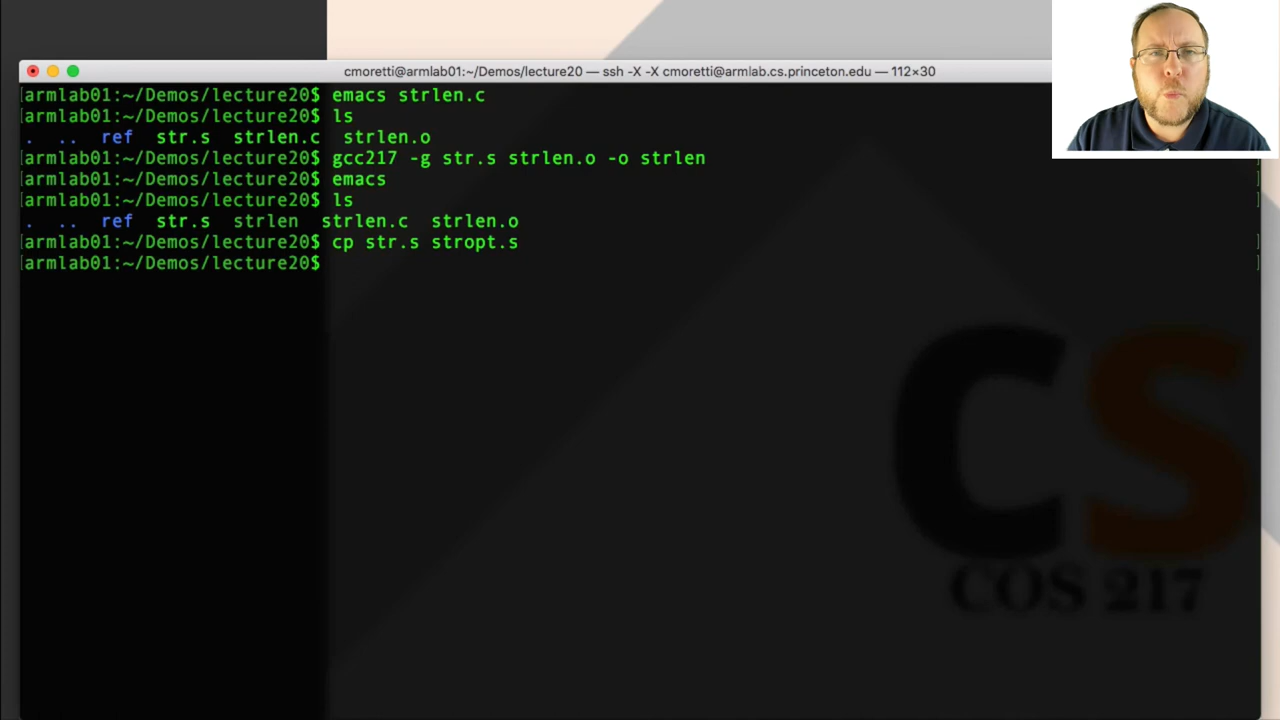 cmoretti@armlab01:~/Demos/lecture20 — ssh -X -X cmoretti@armlab.cs.princeton.edu — 112×30
[armlab01:~/Demos/lecture20$ emacs strlen.c
[armlab01:~/Demos/lecture20$ ls
. .. ref str.s strlen.c strlen.o
[armlab01:~/Demos/lecture20$ gcc217 -g str.s strlen.o -o strlen ]
[armlab01:~/Demos/lecture20$ emacs ]
[armlab01:~/Demos/lecture20$ ls ]
. .. ref str.s strlen strlen.c strlen.o
[armlab01:~/Demos/lecture20$ cp str.s stropt.s ]
[armlab01:~/Demos/lecture20$ ]
CS
COS 217